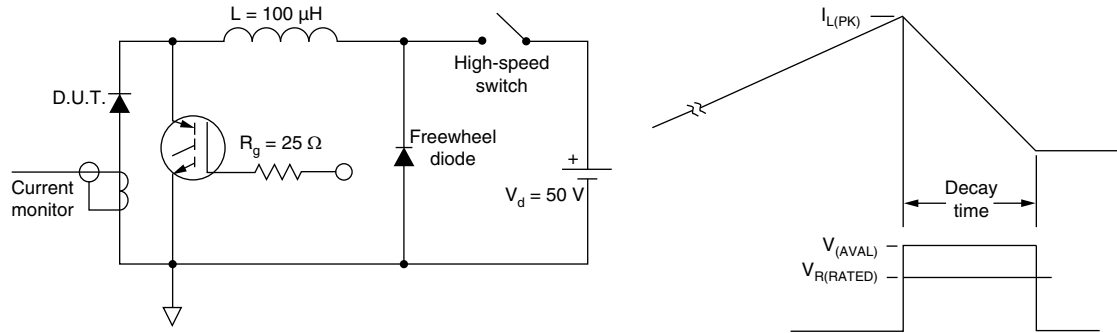 L = 100 μH
D.U.T.
High-speed
switch
R_g = 25 Ω
Freewheel
diode
+
V_d = 50 V
Current
monitor
I_L(PK)
Decay
time
V_(AVAL)
V_R(RATED)